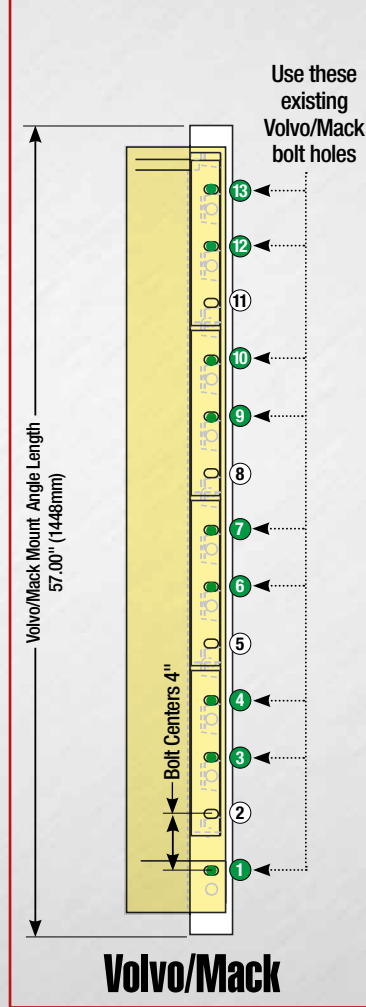 Use these
existing
Volvo/Mack
bolt holes
13
12
11
10
9
8
7
6
5
4
3
2
1
Volvo/Mack Mount Angle Length
57.00" (1448mm)
Bolt Centers 4"
Volvo/Mack